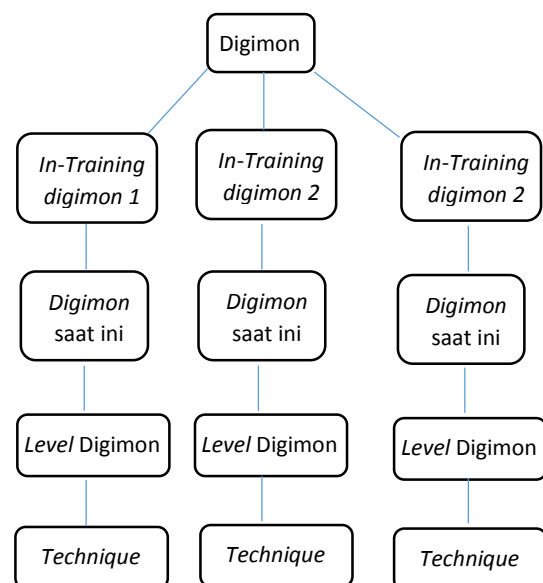 Digimon
In-Training
digimon 1
In-Training
digimon 2
In-Training
digimon 2
Digimon
saat ini
Digimon
saat ini
Digimon
saat ini
Level Digimon
Level Digimon
Level Digimon
Technique
Technique
Technique